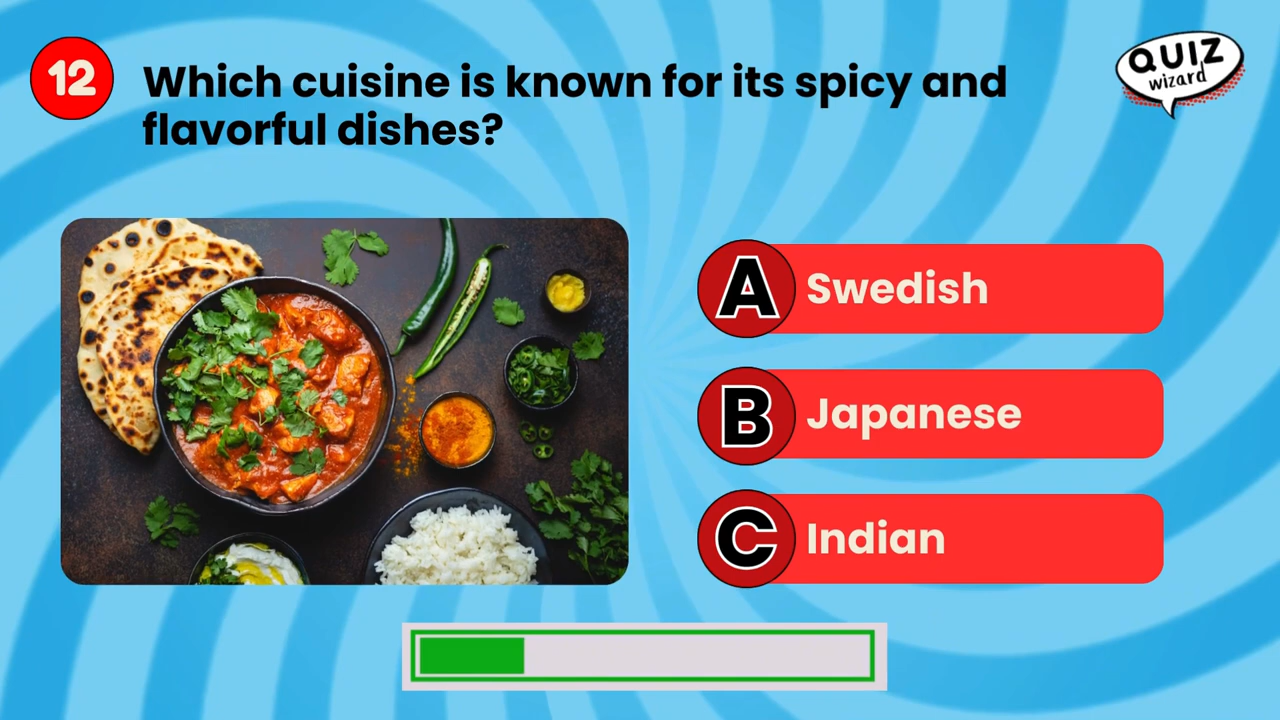 12
Which cuisine is known for its spicy and
flavorful dishes?
QUIZ
wizard
A Swedish
B Japanese
C Indian